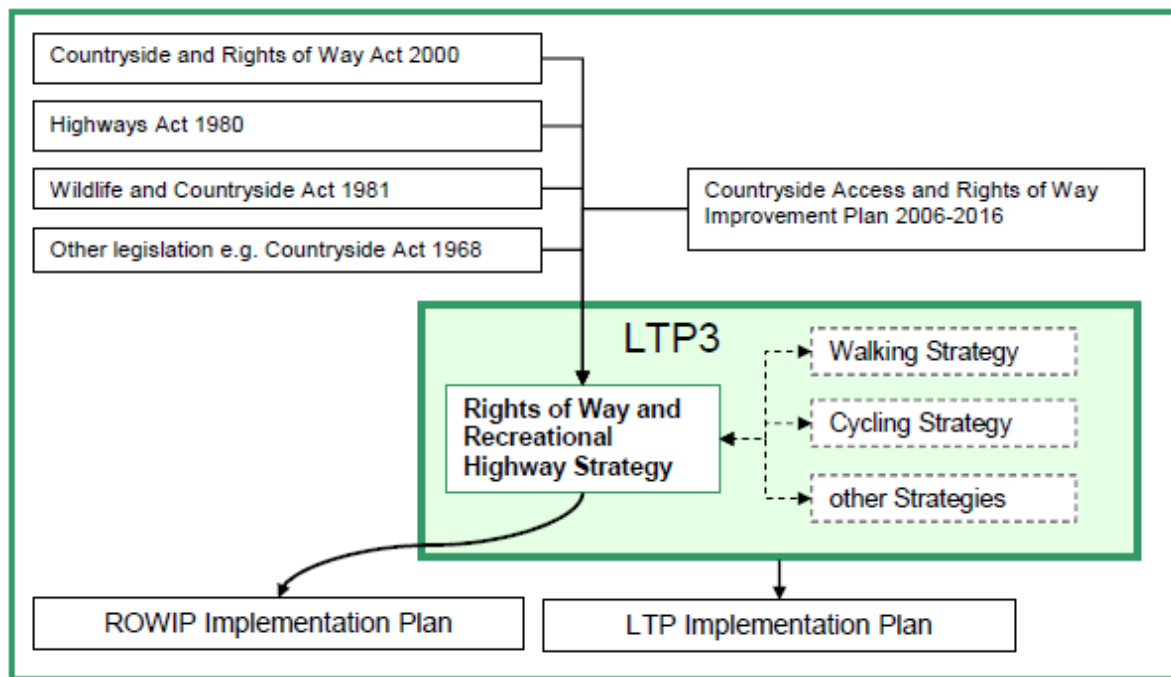 Countryside and Rights of Way Act 2000
Highways Act 1980
Wildlife and Countryside Act 1981
Other legislation e.g. Countryside Act 1968
Countryside Access and Rights of Way
Improvement Plan 2006-2016
LTP3
Rights of Way and
Recreational
Highway Strategy
Walking Strategy
Cycling Strategy
other Strategies
ROWIP Implementation Plan
LTP Implementation Plan